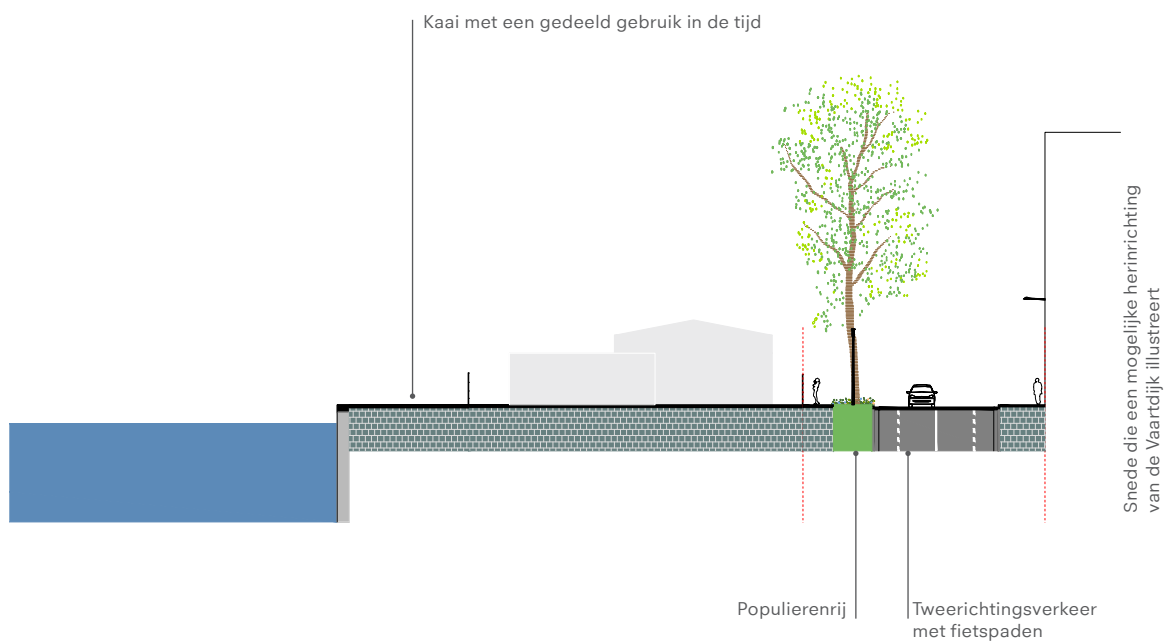 Kaai met een gedeeld gebruik in de tijd
Snede die een mogelijke herinrichting
van de Vaartdijk illustreert
Populierenrij
Tweerichtingsverkeer
met fietspaden